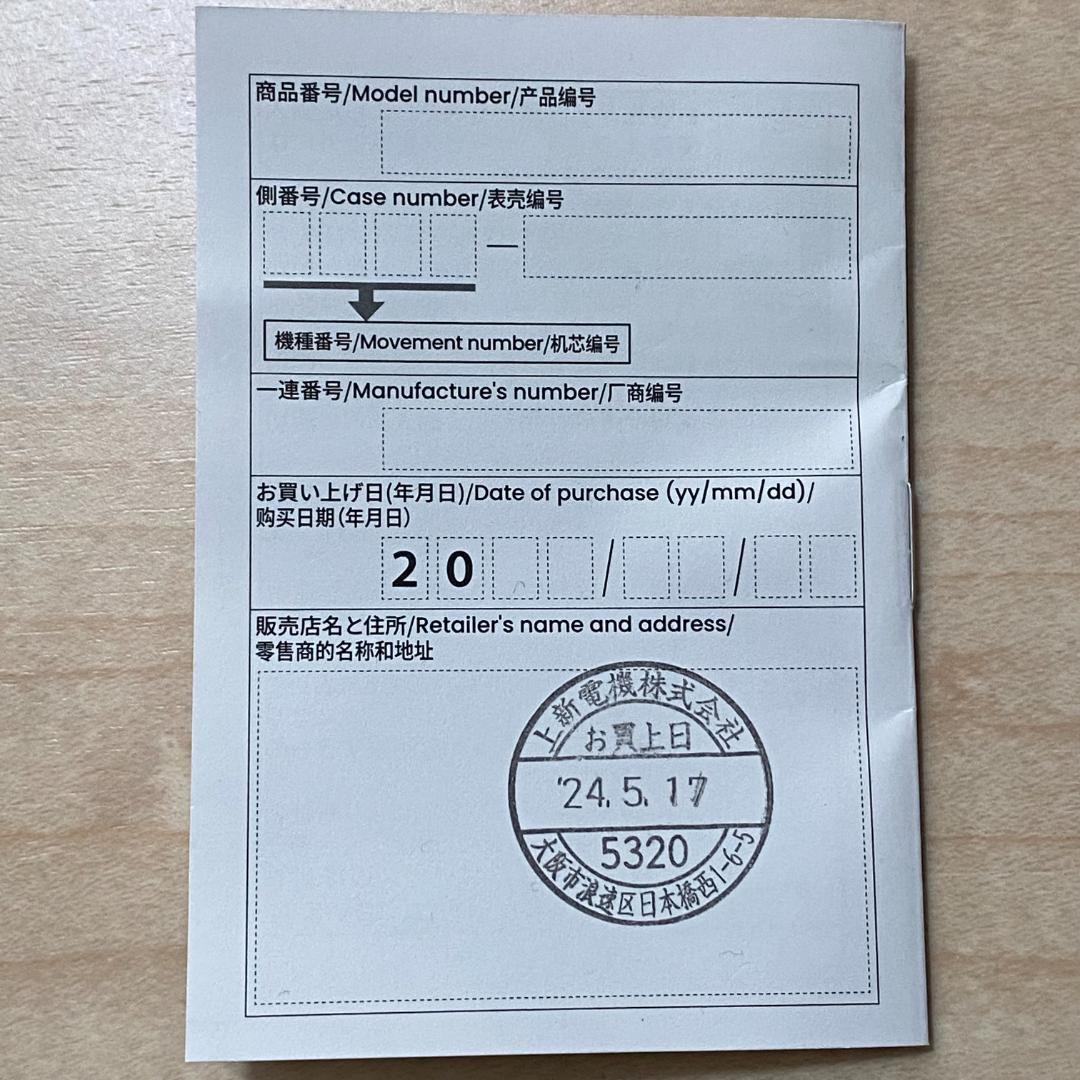 商品番号/Model number/产品编号
側番号/Case number/表壳编号
—
機種番号/Movement number/机芯编号
一連番号/Manufacture's number/厂商编号
お買い上げ日(年月日)/Date of purchase (yy/mm/dd)/
购买日期(年月日)
20 / /
販売店名と住所/Retailer's name and address/
零售商的名称和地址
上新電機株式会社
お買上日
'24.5.17
5320
大阪市浪速区日本橋西1-6-5